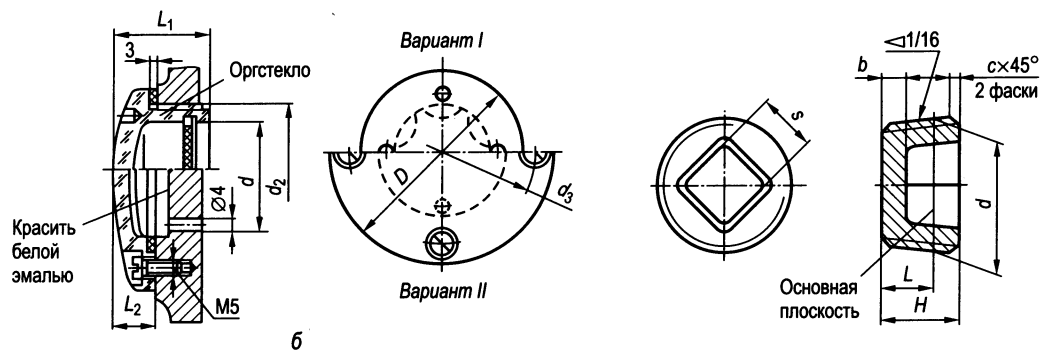 L₁
3
Оргстекло
d
d₂
Ø4
Красить
белой
эмалью
L₂
M5
б
Вариант I
D
d₃
Вариант II
s
◁1/16
b
c×45°
2 фаски
d
Основная
плоскость
L
H